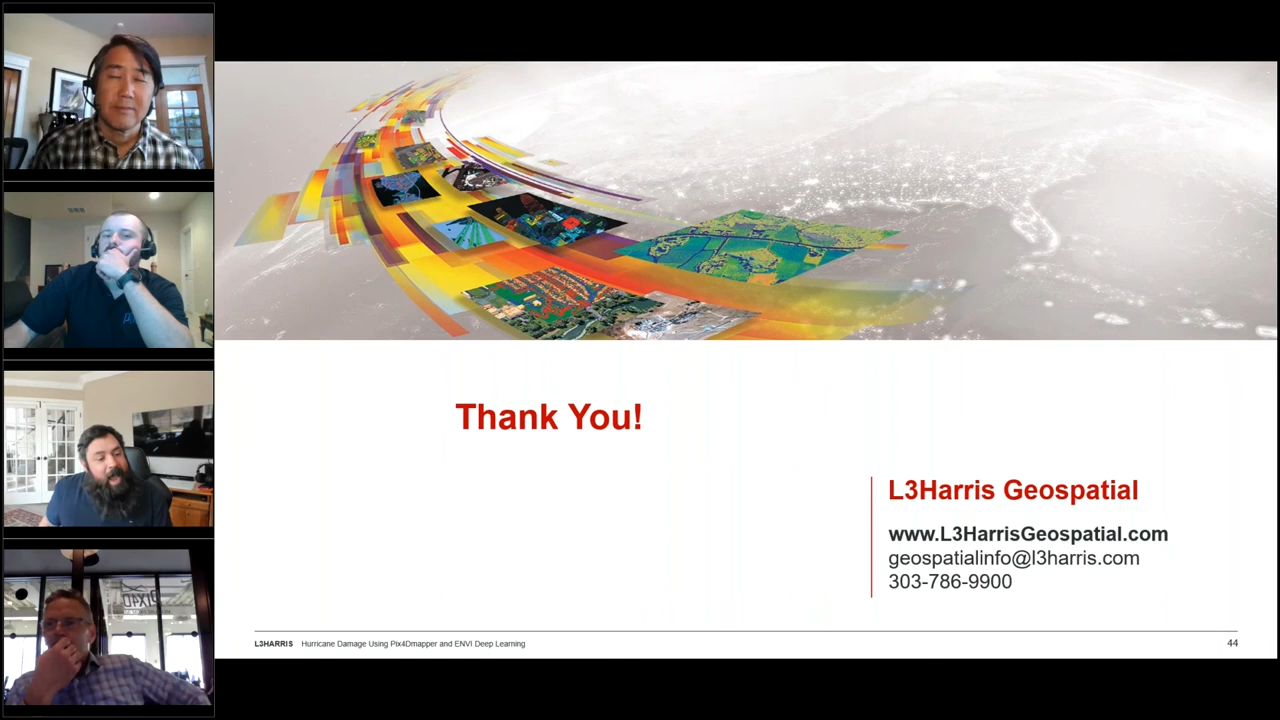 Thank You!
L3Harris Geospatial
www.L3HarrisGeospatial.com
geospatialinfo@l3harris.com
303-786-9900
L3HARRIS Hurricane Damage Using Pix4Dmapper and ENVI Deep Learning
44
PIX4D